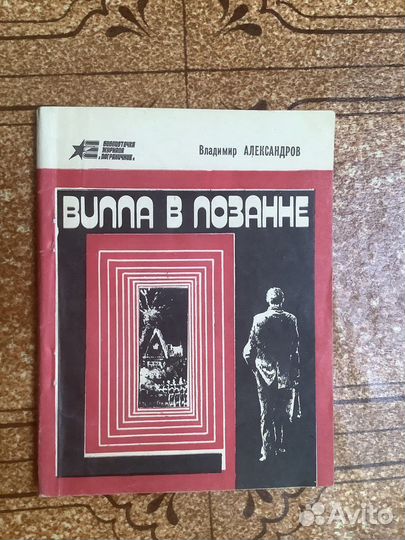 БИБЛИОТЕЧКА
ЖУРНАЛА
«ПОГРАНИЧНИК»
Владимир АЛЕКСАНДРОВ
ВИЛЛА В ЛОЗАННЕ
Avito